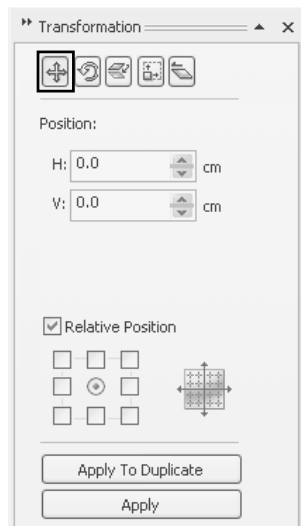 Transformation
Position:
H: 0.0 cm
V: 0.0 cm
Relative Position
Apply To Duplicate
Apply